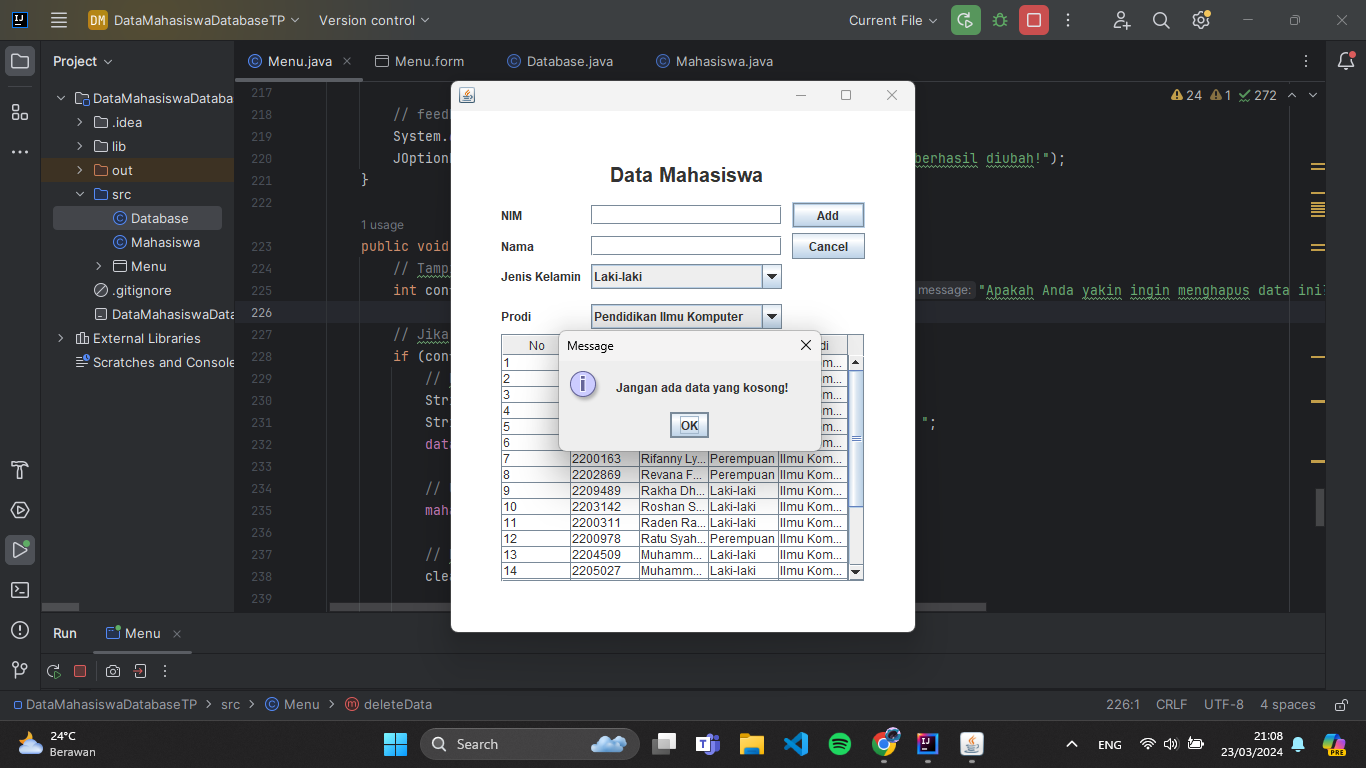 DM DataMahasiswaDatabaseTP Version control Current File
Project
Menu.java Menu.form Database.java Mahasiswa.java
DataMahasiswaDataba
.idea
lib
out
src
Database
Mahasiswa
Menu
.gitignore
DataMahasiswaData
External Libraries
Scratches and Console
24 1 272
217
218 // feed
219 System.
220 JOption berhasil diubah!");
221 }
222
1 usage
223 public void
224 // Tamp
225 int con message: "Apakah Anda yakin ingin menghapus data ini?
226
227 // Jika
228 if (con
229 //
230 Str
231 Str ";
232 data
233
234 //
235 maha
236
237 //
238 clea
239
Data Mahasiswa
NIM Add
Nama Cancel
Jenis Kelamin Laki-laki
Prodi Pendidikan Ilmu Komputer
No di
1 m...
2 m...
3 m...
4 m...
5 m...
6 m...
7 2200163 Rifanny Ly... Perempuan Ilmu Kom...
8 2202869 Revana F... Perempuan Ilmu Kom...
9 2209489 Rakha Dh... Laki-laki Ilmu Kom...
10 2203142 Roshan S... Laki-laki Ilmu Kom...
11 2200311 Raden Ra... Laki-laki Ilmu Kom...
12 2200978 Ratu Syah... Perempuan Ilmu Kom...
13 2204509 Muhamm... Laki-laki Ilmu Kom...
14 2205027 Muhamm... Laki-laki Ilmu Kom...
Message
Jangan ada data yang kosong!
OK
Run Menu
DataMahasiswaDatabaseTP src Menu deleteData 226:1 CRLF UTF-8 4 spaces
24°C
Berawan
Search
ENG
21:08
23/03/2024
PRE